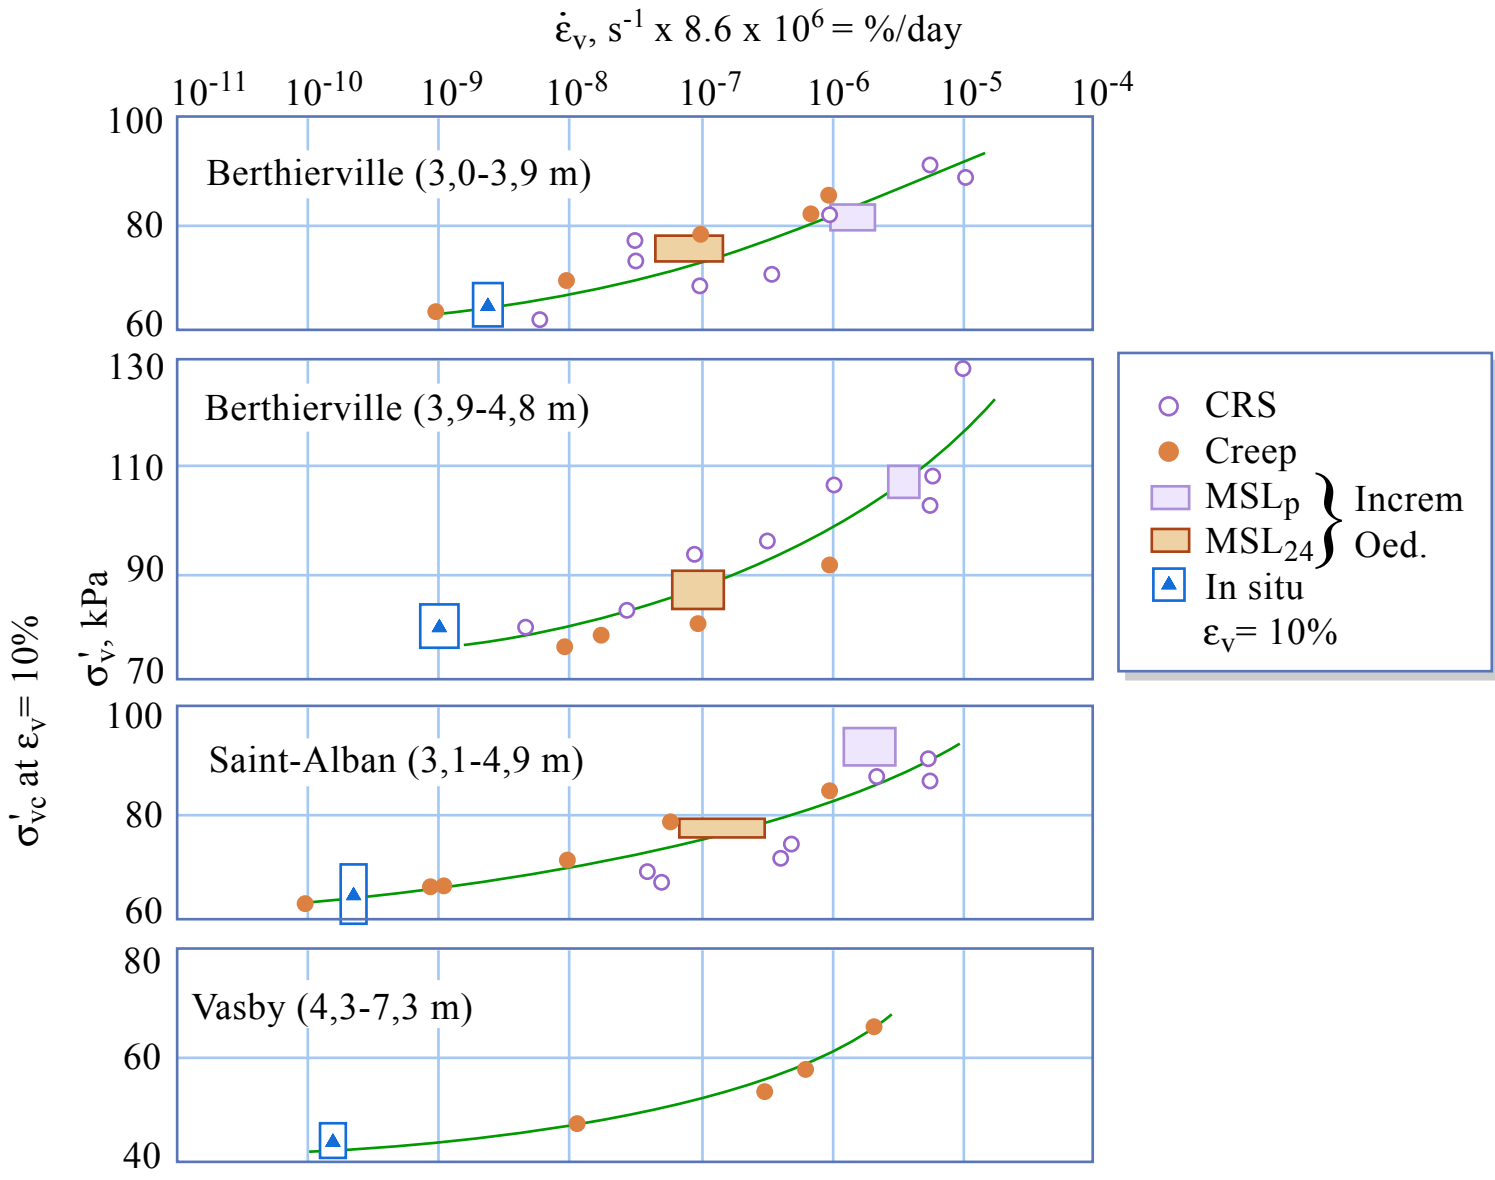 ε̇v, s-1 x 8.6 x 106 = %/day
10-11 10-10 10-9 10-8 10-7 10-6 10-5 10-4
100
Berthierville (3,0-3,9 m)
80
60
130
Berthierville (3,9-4,8 m)
110
90
70
100
Saint-Alban (3,1-4,9 m)
80
60
80
Vasby (4,3-7,3 m)
60
40
σ'vc at εv= 10%
σ'v, kPa
CRS
Creep
MSLp } Increm
MSL24 Oed.
In situ
εv= 10%